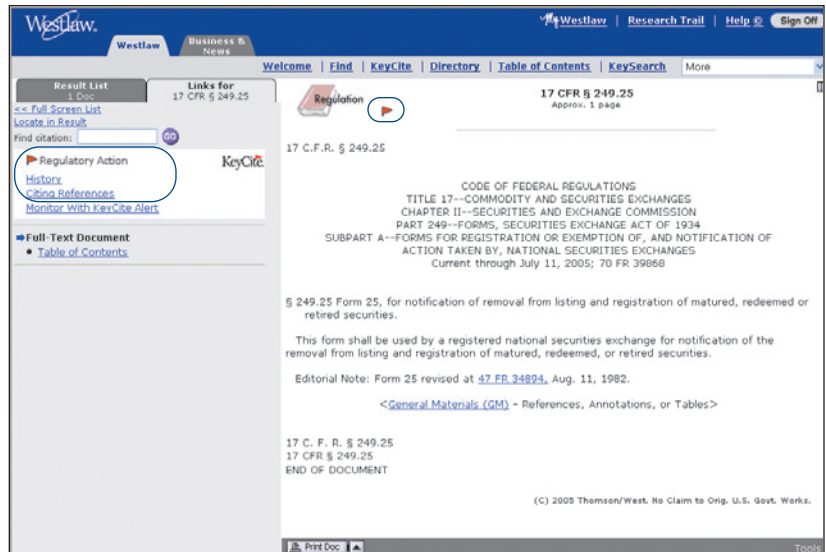 Westlaw.
Westlaw | Research Trail | Help | Sign Off
Westlaw
Business & News
Welcome | Find | KeyCite | Directory | Table of Contents | KeySearch
More
Result List
1 Doc
Links for
17 CFR § 249.25
<< Full Screen List
Locate in Result
Find citation:
GO
Regulatory Action
KeyCite.
History
Citing References
Monitor With KeyCite Alert
Full-Text Document
• Table of Contents
Regulation
17 CFR § 249.25
Approx. 1 page
17 C.F.R. § 249.25
CODE OF FEDERAL REGULATIONS
TITLE 17--COMMODITY AND SECURITIES EXCHANGES
CHAPTER II--SECURITIES AND EXCHANGE COMMISSION
PART 249--FORMS, SECURITIES EXCHANGE ACT OF 1934
SUBPART A--FORMS FOR REGISTRATION OR EXEMPTION OF, AND NOTIFICATION OF
ACTION TAKEN BY, NATIONAL SECURITIES EXCHANGES
Current through July 11, 2005; 70 FR 39868
§ 249.25 Form 25, for notification of removal from listing and registration of matured, redeemed or
retired securities.
This form shall be used by a registered national securities exchange for notification of the
removal from listing and registration of matured, redeemed, or retired securities.
Editorial Note: Form 25 revised at 47 FR 34894, Aug. 11, 1982.
<General Materials (GM) - References, Annotations, or Tables>
17 C. F. R. § 249.25
17 CFR § 249.25
END OF DOCUMENT
(C) 2005 Thomson/West. No Claim to Orig. U.S. Govt. Works.
Print Doc
Tools